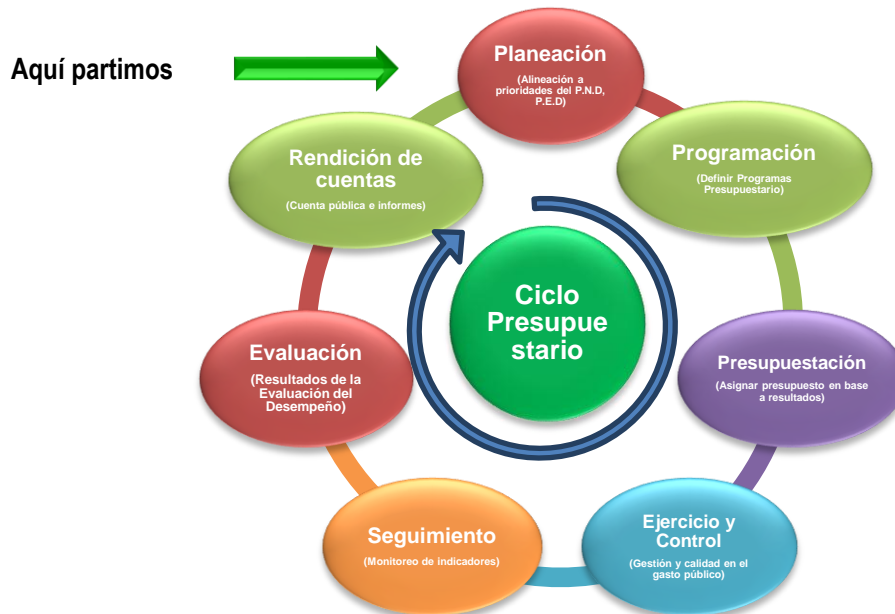 Aquí partimos
Planeación
(Alineación a
prioridades del P.N.D,
P.E.D)
Programación
(Definir Programas
Presupuestario)
Presupuestación
(Asignar presupuesto en base
a resultados)
Ejercicio y
Control
(Gestión y calidad en el
gasto público)
Seguimiento
(Monitoreo de indicadores)
Evaluación
(Resultados de la
Evaluación del
Desempeño)
Rendición de
cuentas
(Cuenta pública e informes)
Ciclo
Presupue
stario